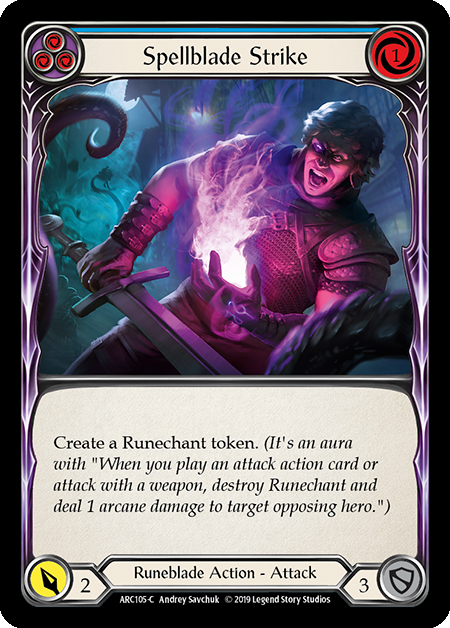 Spellblade Strike
1
Create a Runechant token. (It's an aura
with "When you play an attack action card or
attack with a weapon, destroy Runechant and
deal 1 arcane damage to target opposing hero.")
2
Runeblade Action - Attack
3
ARC105-C Andrey Savchuk © 2019 Legend Story Studios